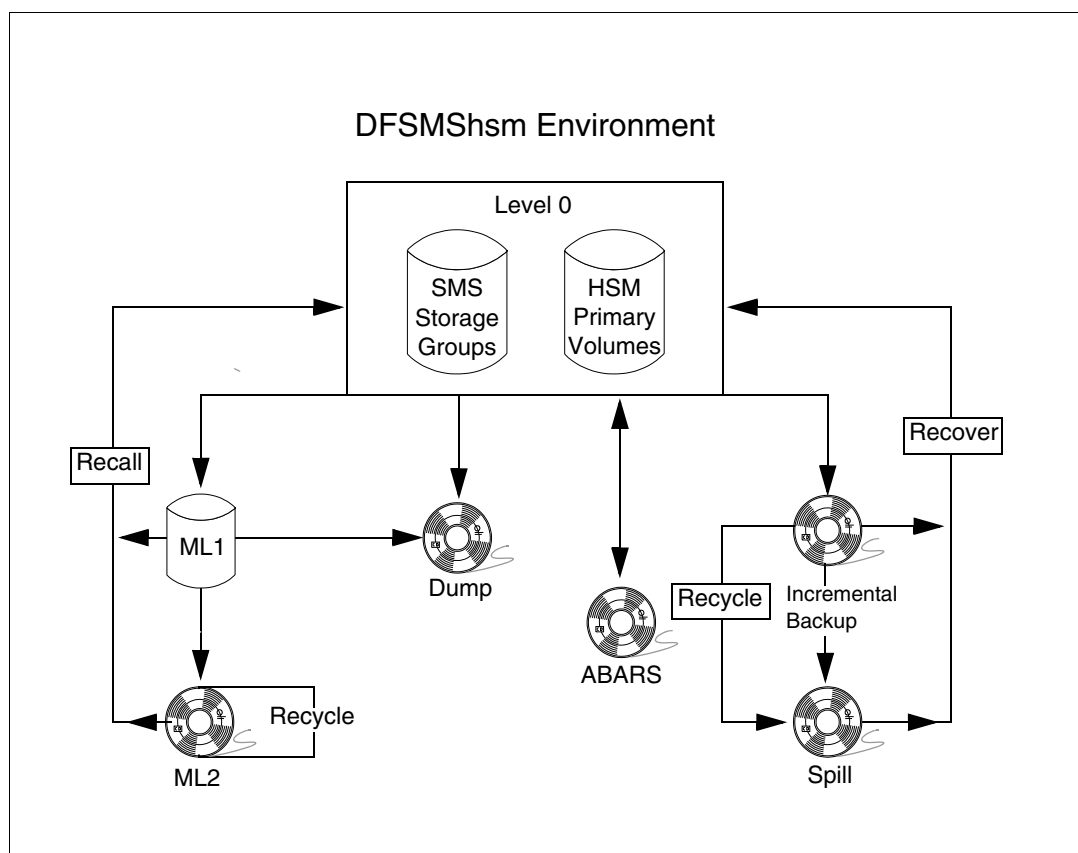 DFSMShsm Environment
Level 0
SMS
Storage
Groups
HSM
Primary
Volumes
Recall
Recover
ML1
Dump
Recycle
Incremental
Backup
ABARS
Recycle
ML2
Spill